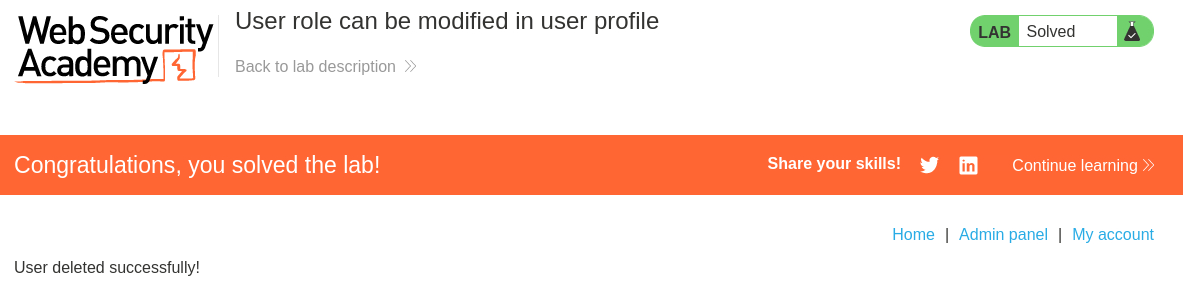 Web Security
Academy
User role can be modified in user profile
Back to lab description
LAB Solved
Congratulations, you solved the lab!
Share your skills!
in
Continue learning
Home | Admin panel | My account
User deleted successfully!